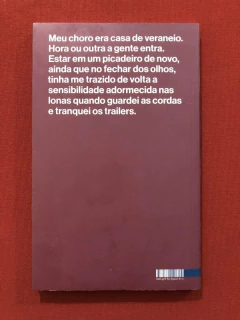 Meu choro era casa de veraneio.
Hora ou outra a gente entra.
Estar em um picadeiro de novo,
ainda que no fechar dos olhos,
tinha me trazido de volta a
sensibilidade adormecida nas
lonas quando guardei as cordas
e tranquei os trailers.